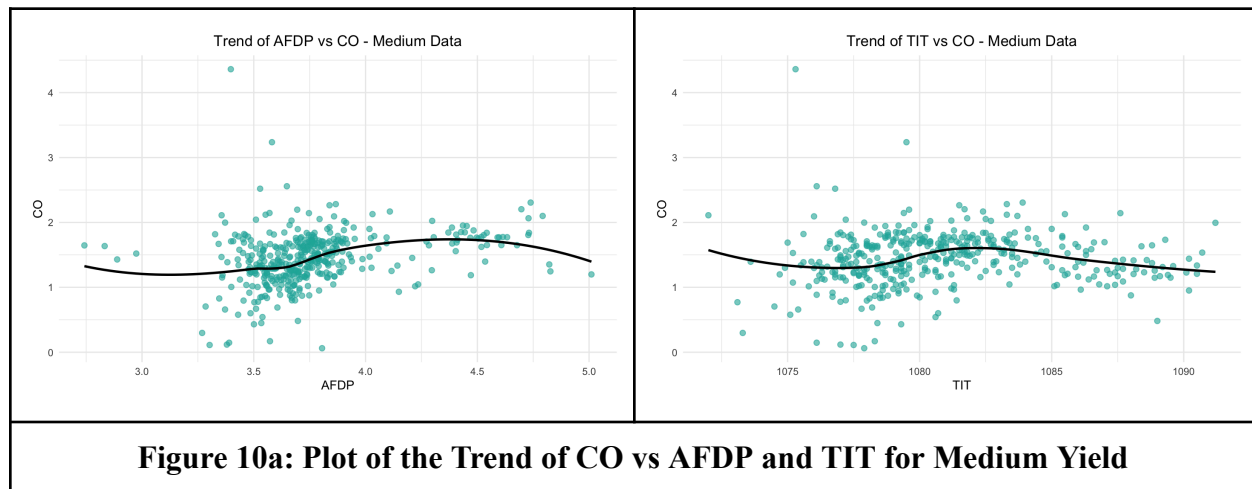 Trend of AFDP vs CO - Medium Data
4
3
2
1
0
CO
3.0 3.5 4.0 4.5 5.0
AFDP
Trend of TIT vs CO - Medium Data
4
3
2
1
0
CO
1075 1080 1085 1090
TIT
Figure 10a: Plot of the Trend of CO vs AFDP and TIT for Medium Yield